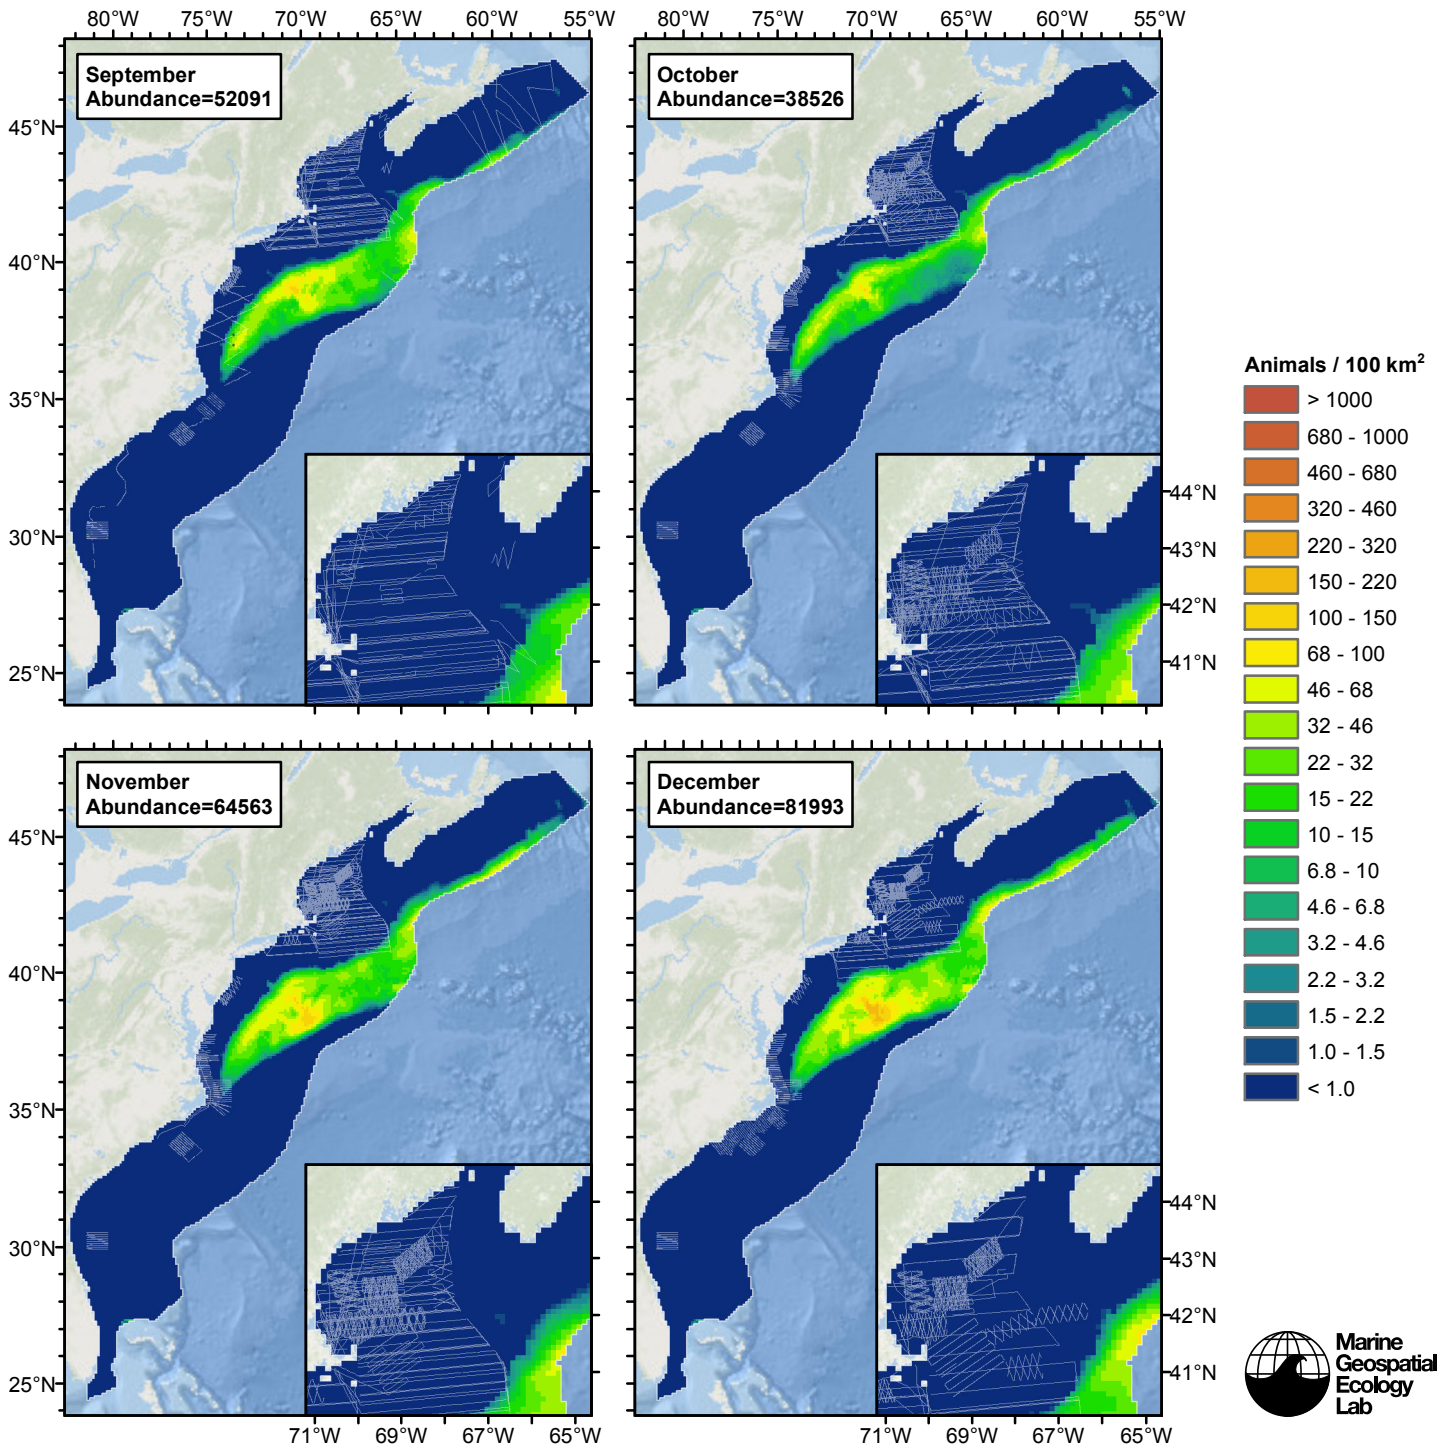 80°W 75°W 70°W 65°W 60°W 55°W
80°W 75°W 70°W 65°W 60°W 55°W
September
Abundance=52091
October
Abundance=38526
45°N
40°N
35°N
30°N
25°N
44°N
43°N
42°N
41°N
November
Abundance=64563
December
Abundance=81993
45°N
40°N
35°N
30°N
25°N
44°N
43°N
42°N
41°N
71°W 69°W 67°W 65°W
71°W 69°W 67°W 65°W
Animals / 100 km²
> 1000
680 - 1000
460 - 680
320 - 460
220 - 320
150 - 220
100 - 150
68 - 100
46 - 68
32 - 46
22 - 32
15 - 22
10 - 15
6.8 - 10
4.6 - 6.8
3.2 - 4.6
2.2 - 3.2
1.5 - 2.2
1.0 - 1.5
< 1.0
Marine
Geospatial
Ecology
Lab